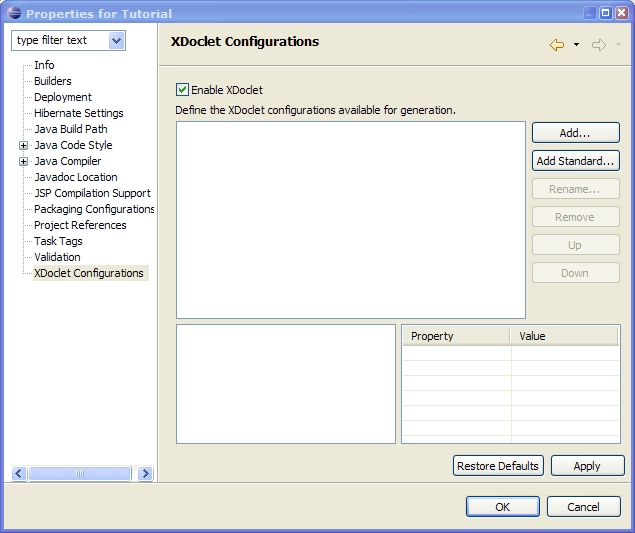 Properties for Tutorial
type filter text
XDoclet Configurations
Info
Builders
Deployment
Hibernate Settings
Java Build Path
Java Code Style
Java Compiler
Javadoc Location
JSP Compilation Support
Packaging Configurations
Project References
Task Tags
Validation
XDoclet Configurations
Enable XDoclet
Define the XDoclet configurations available for generation.
Add...
Add Standard...
Rename...
Remove
Up
Down
Property Value
Restore Defaults Apply
OK Cancel